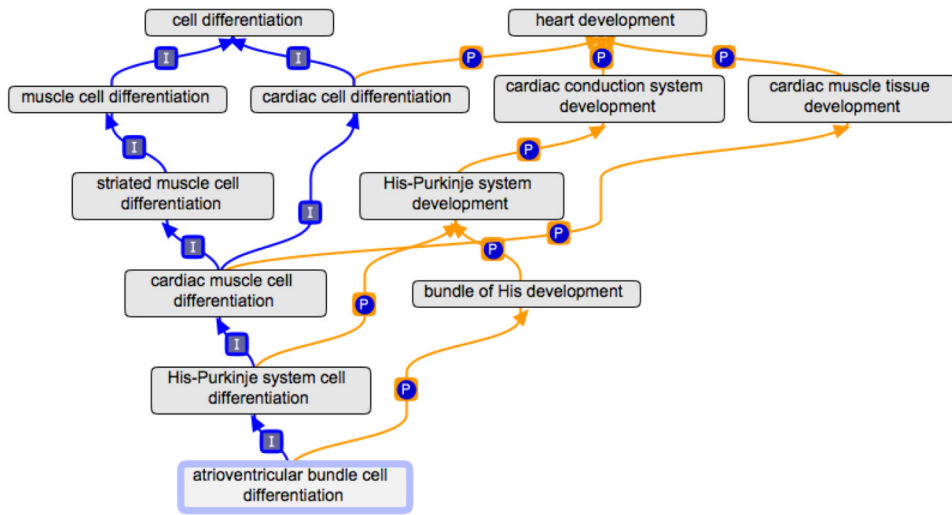 cell differentiation
heart development
I
I
P
P
P
muscle cell differentiation
cardiac cell differentiation
cardiac conduction system
development
cardiac muscle tissue
development
I
P
striated muscle cell
differentiation
His-Purkinje system
development
I
I
P
P
cardiac muscle cell
differentiation
bundle of His development
P
I
His-Purkinje system cell
differentiation
P
I
atrioventricular bundle cell
differentiation